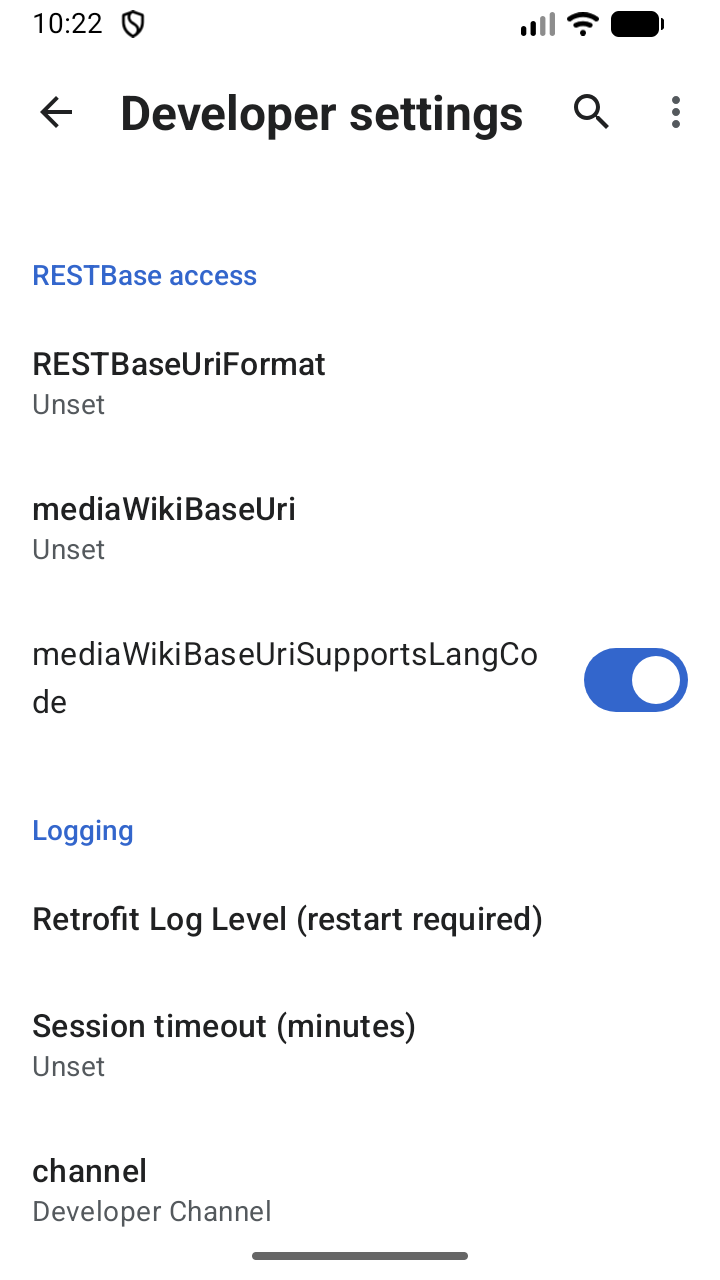 10:22
Developer settings
RESTBase access
RESTBaseUriFormat
Unset
mediaWikiBaseUri
Unset
mediaWikiBaseUriSupportsLangCo
de
Logging
Retrofit Log Level (restart required)
Session timeout (minutes)
Unset
channel
Developer Channel